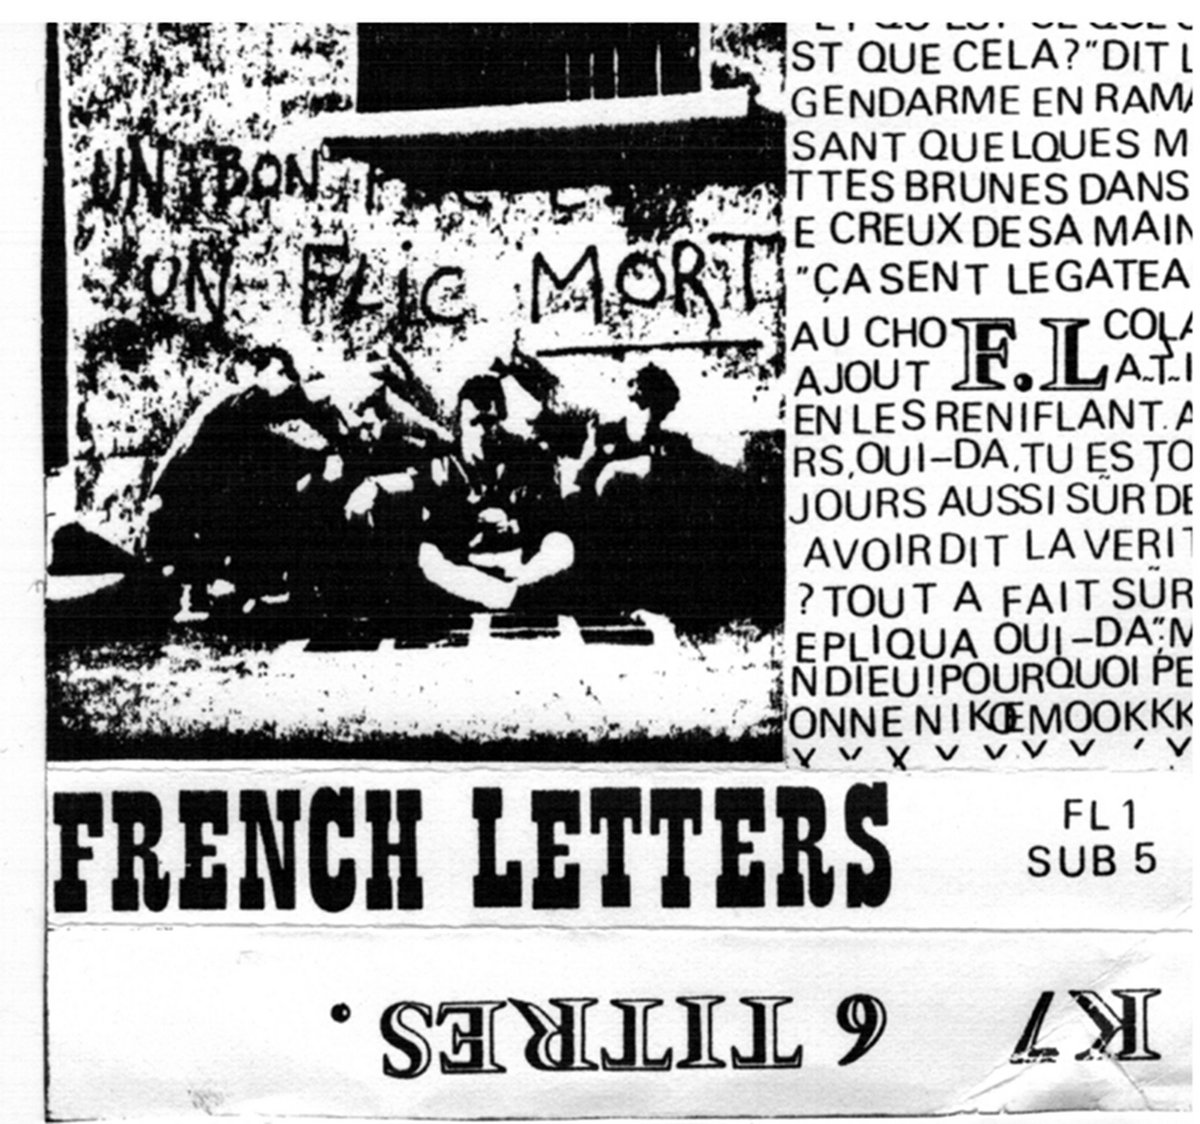 UN BON
UN FLIC MORT
ST QUE CELA?"DIT L
GENDARME EN RAMA
SANT QUELQUES M
TTES BRUNES DANS
E CREUX DE SA MAIN
"ÇA SENT LE GATEA
AU CHO F.L COLA
AJOUT A-T-I
EN LES RENIFLANT. A
RS, OUI-DA, TU ES TO
JOURS AUSSI SÛR DE
AVOIR DIT LA VERIT
? TOUT A FAIT SÛR
EPLIQUA OUI-DA".M
NDIEU!POURQUOI PE
ONNE NI KŒMOOKKK
FRENCH LETTERS
FL 1
SUB 5
K7 6 TITRES.